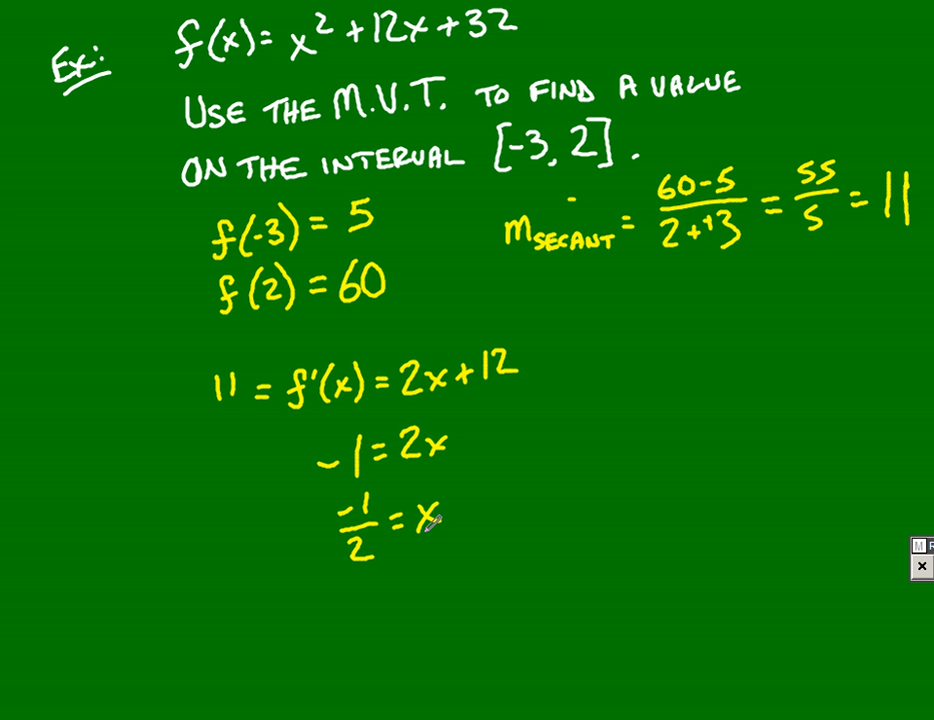 Ex: f(x) = x² + 12x + 32
USE THE M.V.T. TO FIND A VALUE
ON THE INTERVAL [-3, 2].
f(-3) = 5
f(2) = 60
m_SECANT = (60-5)/(2++3) = 55/5 = 11
11 = f'(x) = 2x + 12
-1 = 2x
-1/2 = x
M R
×